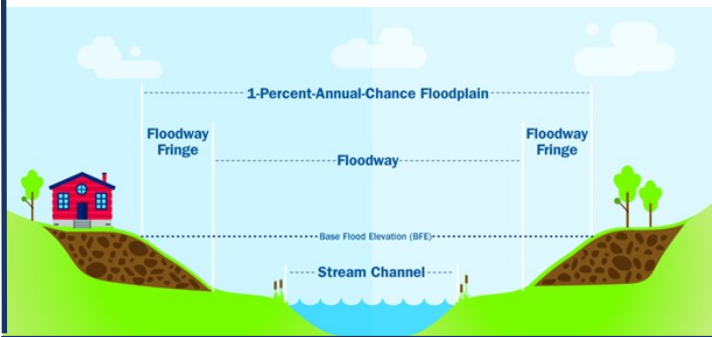 1-Percent-Annual-Chance Floodplain
Floodway
Fringe
Floodway
Floodway
Fringe
Base Flood Elevation (BFE)
Stream Channel